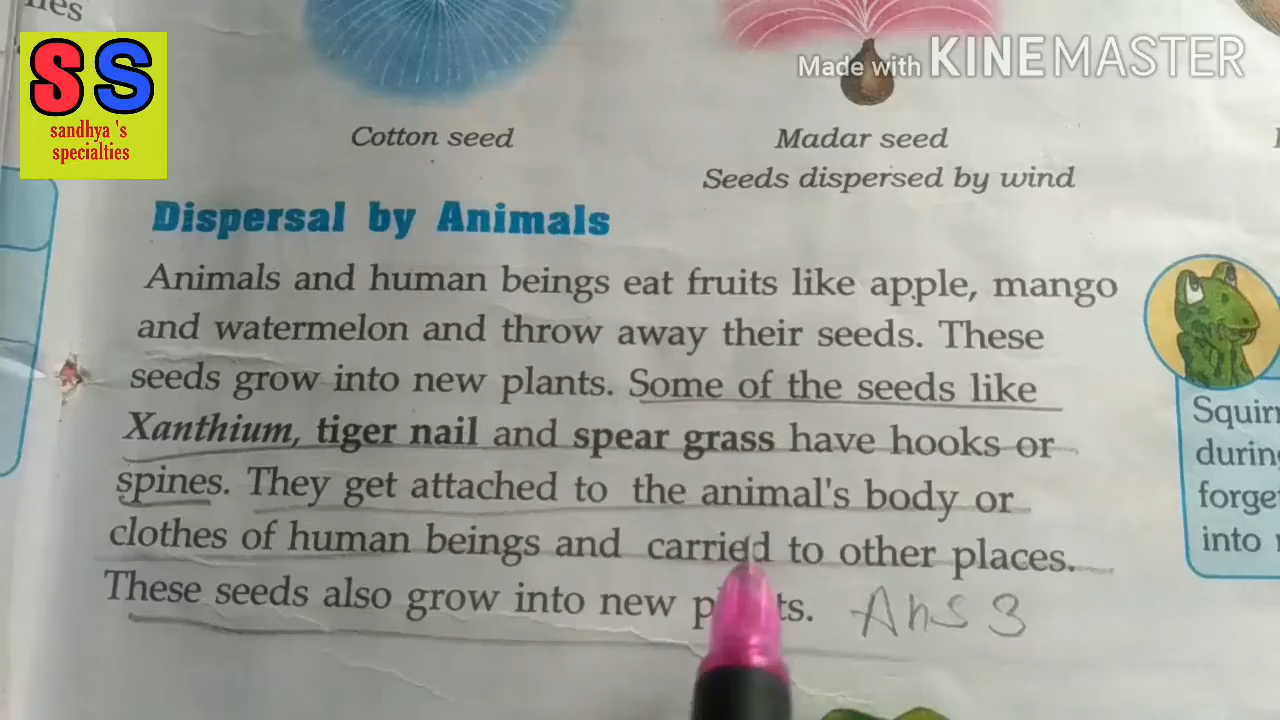 SS
sandhya 's
specialties
Made with KINEMASTER
Cotton seed
Madar seed
Seeds dispersed by wind
Dispersal by Animals
Animals and human beings eat fruits like apple, mango
and watermelon and throw away their seeds. These
seeds grow into new plants. Some of the seeds like
Xanthium, tiger nail and spear grass have hooks or
spines. They get attached to the animal's body or
clothes of human beings and carried to other places.
These seeds also grow into new plants.
Ans 3
Squir
during
forget
into